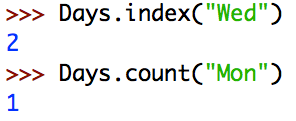 >>> Days.index("Wed")
2
>>> Days.count("Mon")
1